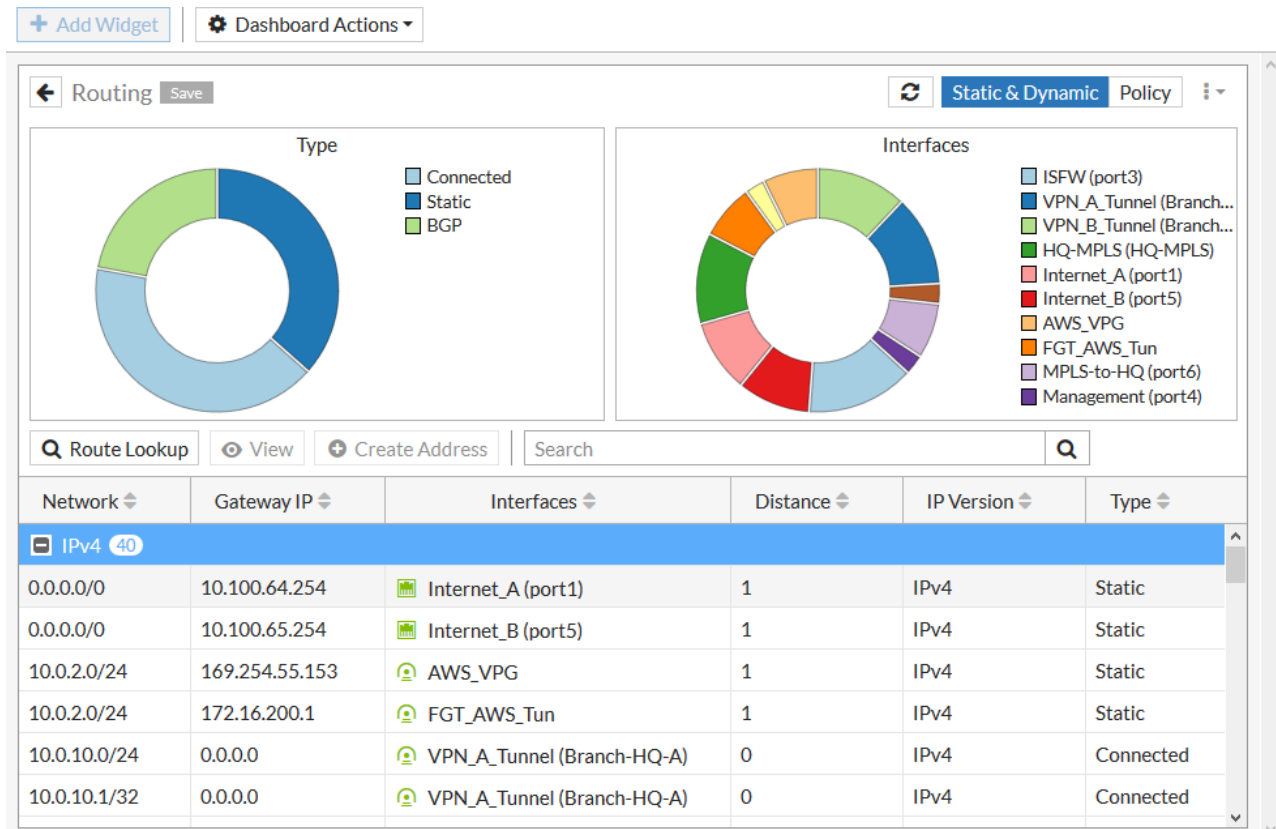 Add Widget Dashboard Actions
Routing Save Static & Dynamic Policy
Type
Connected
Static
BGP
Interfaces
ISFW (port3)
VPN_A_Tunnel (Branch...
VPN_B_Tunnel (Branch...
HQ-MPLS (HQ-MPLS)
Internet_A (port1)
Internet_B (port5)
AWS_VPG
FGT_AWS_Tun
MPLS-to-HQ (port6)
Management (port4)
Route Lookup View Create Address Search
Network Gateway IP Interfaces Distance IP Version Type
IPv4 40
0.0.0.0/0 10.100.64.254 Internet_A (port1) 1 IPv4 Static
0.0.0.0/0 10.100.65.254 Internet_B (port5) 1 IPv4 Static
10.0.2.0/24 169.254.55.153 AWS_VPG 1 IPv4 Static
10.0.2.0/24 172.16.200.1 FGT_AWS_Tun 1 IPv4 Static
10.0.10.0/24 0.0.0.0 VPN_A_Tunnel (Branch-HQ-A) 0 IPv4 Connected
10.0.10.1/32 0.0.0.0 VPN_A_Tunnel (Branch-HQ-A) 0 IPv4 Connected